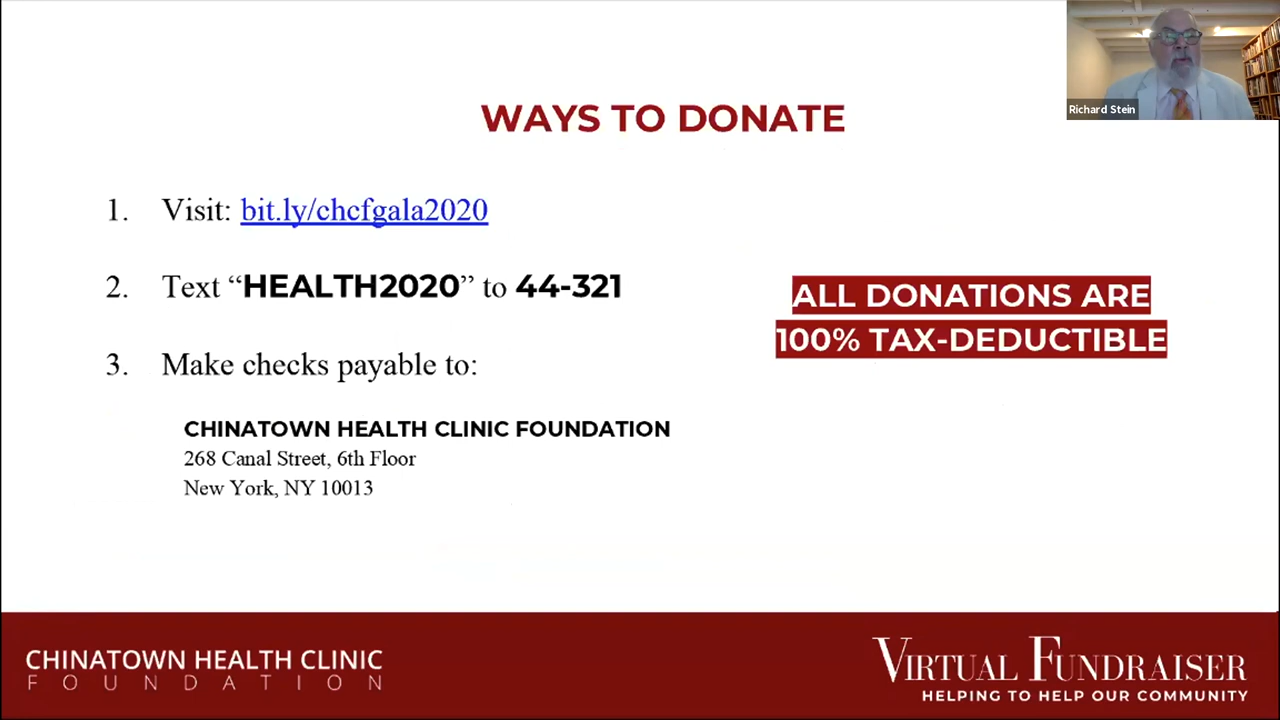 Richard Stein
WAYS TO DONATE
1. Visit: bit.ly/chcfgala2020
2. Text “HEALTH2020” to 44-321
3. Make checks payable to:
CHINATOWN HEALTH CLINIC FOUNDATION
268 Canal Street, 6th Floor
New York, NY 10013
ALL DONATIONS ARE
100% TAX-DEDUCTIBLE
CHINATOWN HEALTH CLINIC
FOUNDATION
VIRTUAL FUNDRAISER
HELPING TO HELP OUR COMMUNITY